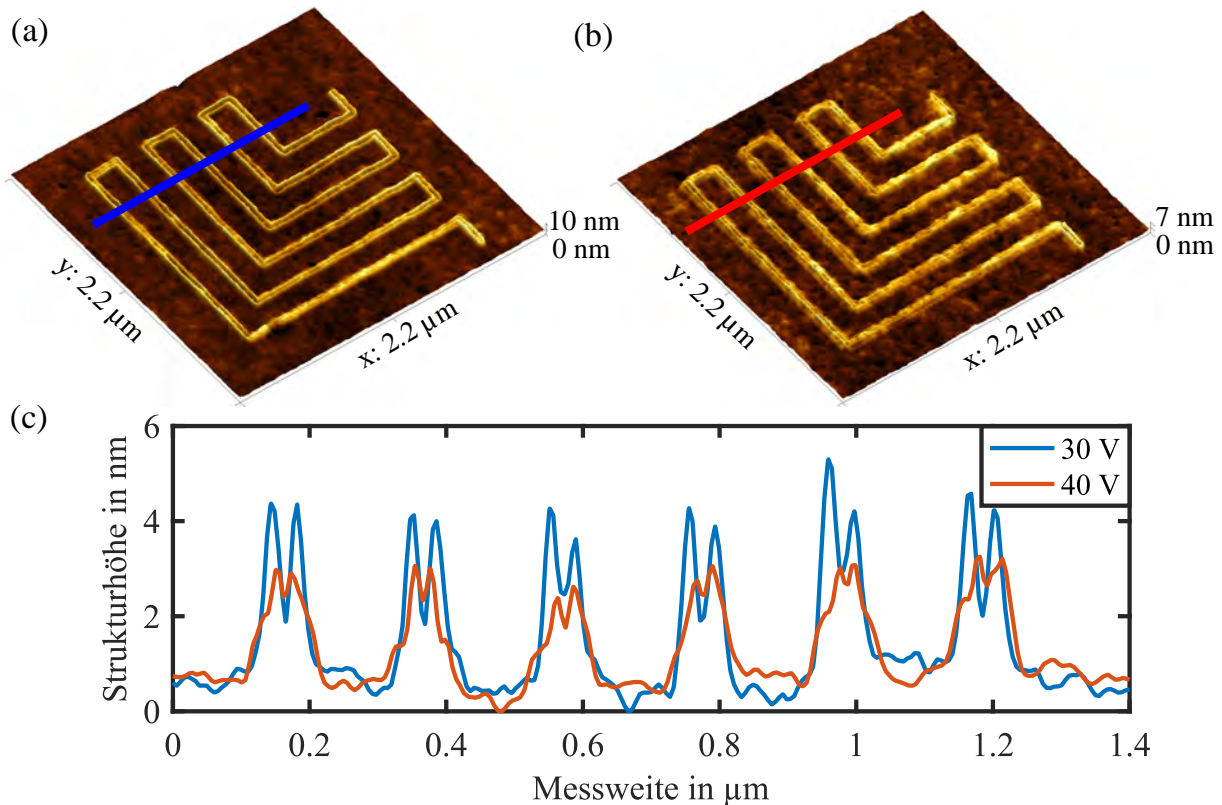 (a)
10 nm
0 nm
y: 2.2 µm
x: 2.2 µm
(b)
7 nm
0 nm
y: 2.2 µm
x: 2.2 µm
(c)
Strukturhöhe in nm
6
4
2
0
30 V
40 V
0 0.2 0.4 0.6 0.8 1 1.2 1.4
Messweite in µm